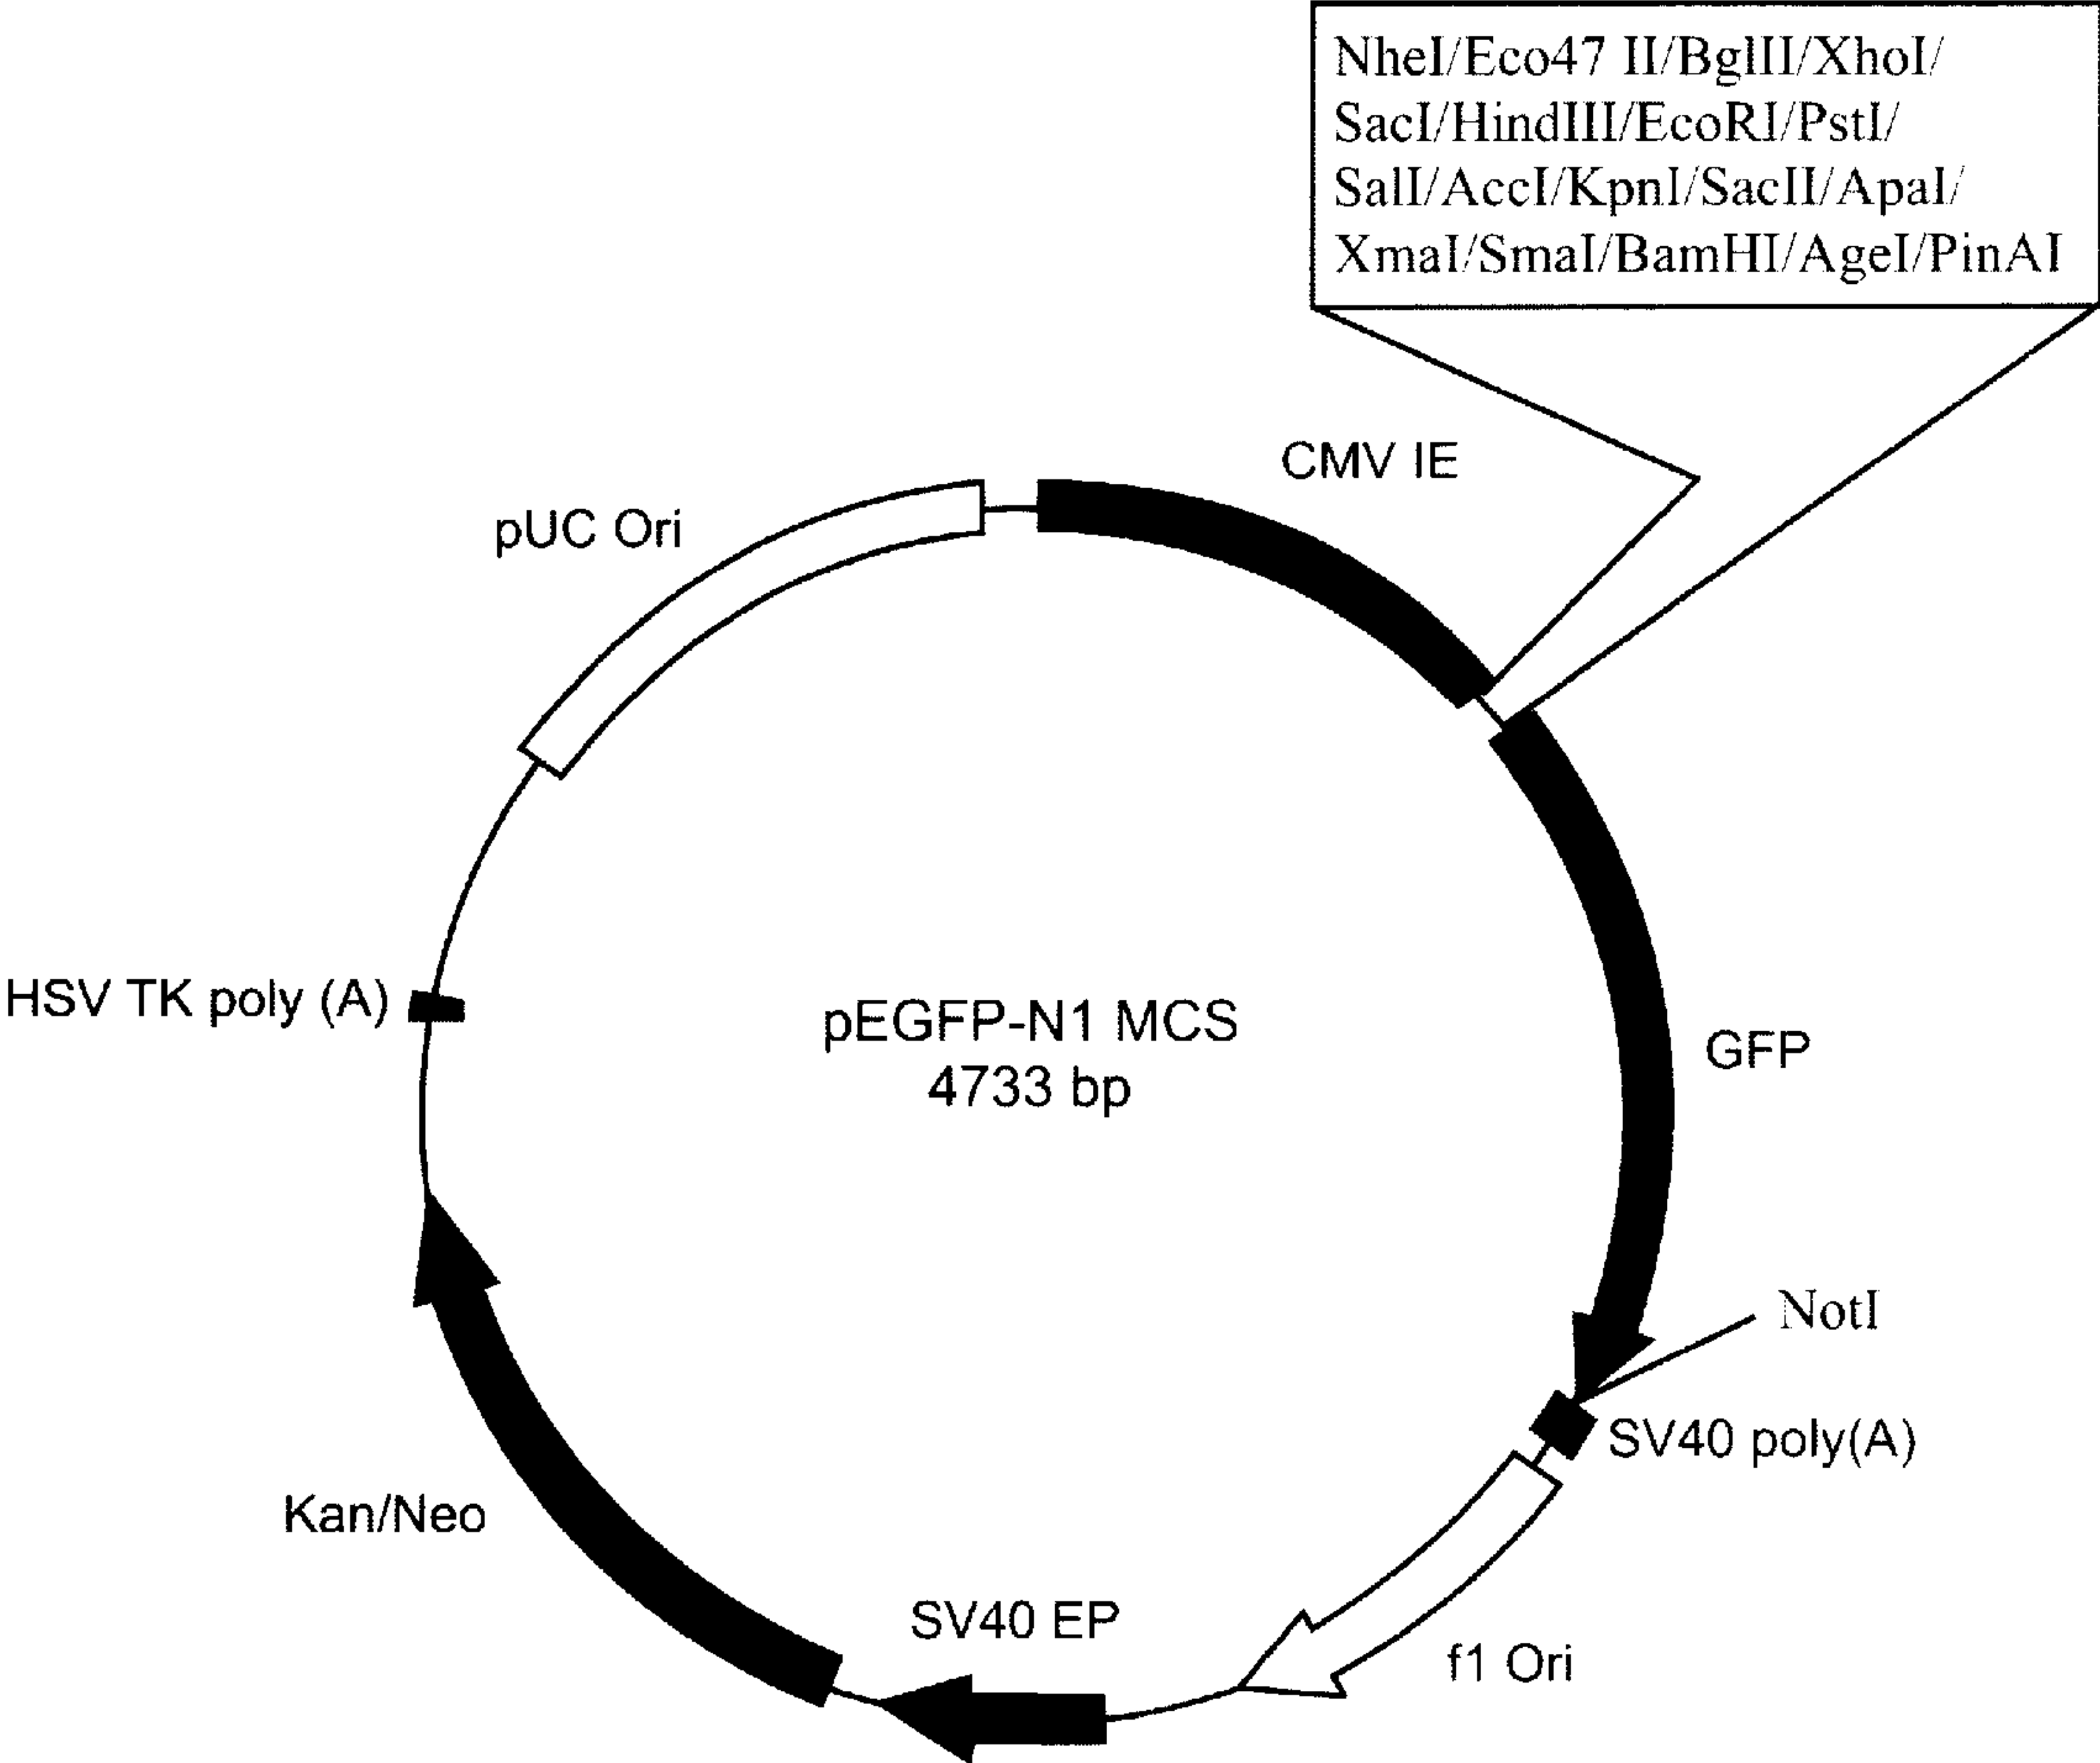 NheI/Eco47 II/BglII/XhoI/
SacI/HindIII/EcoRI/PstI/
SalI/AccI/KpnI/SacII/ApaI/
XmaI/SmaI/BamHI/AgeI/PinAI
CMV IE
pUC Ori
HSV TK poly (A)
pEGFP-N1 MCS
4733 bp
GFP
NotI
SV40 poly(A)
Kan/Neo
SV40 EP
f1 Ori